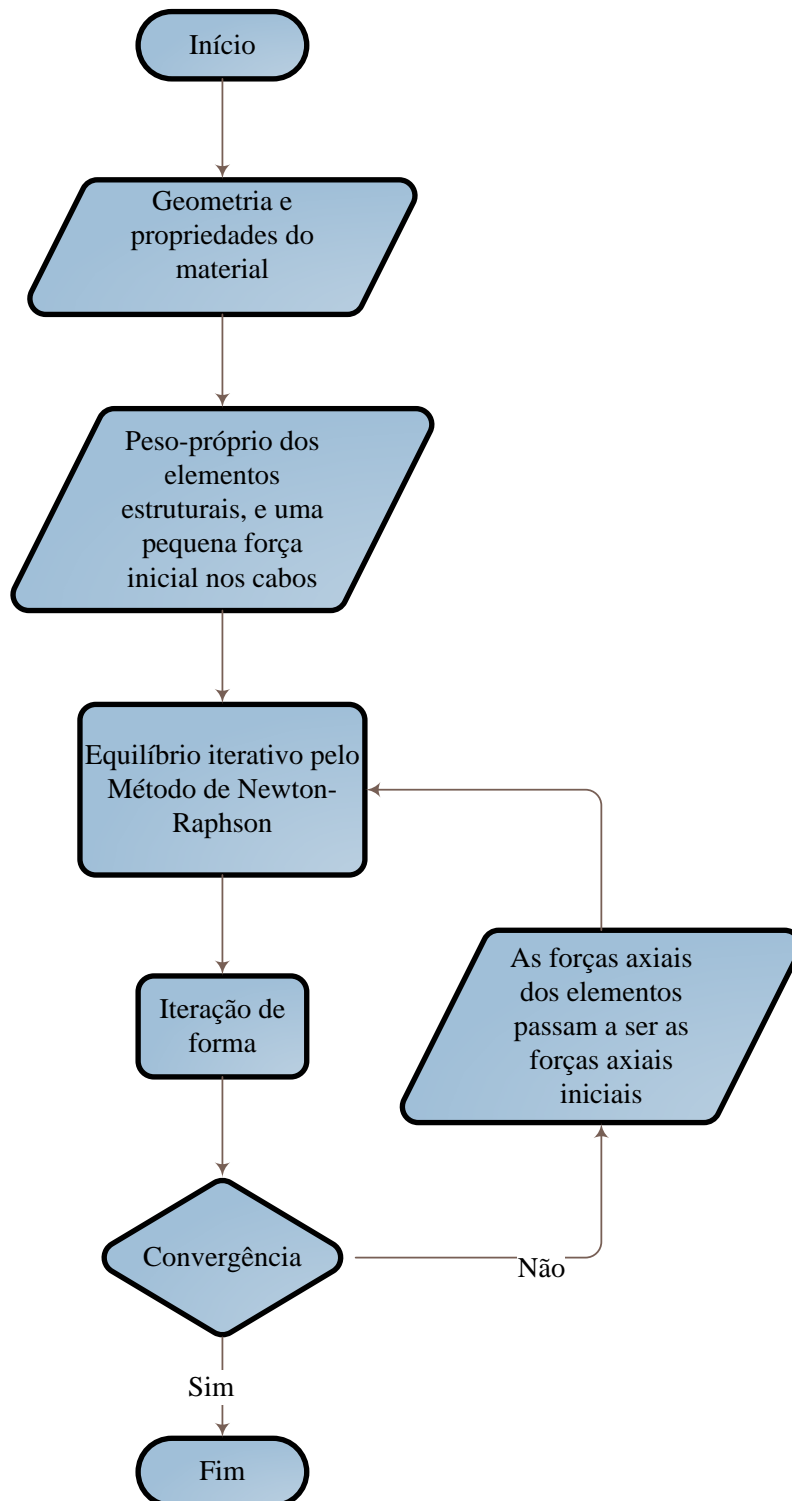 Início
Geometria e
propriedades do
material
Peso-próprio dos
elementos
estruturais, e uma
pequena força
inicial nos cabos
Equilíbrio iterativo pelo
Método de Newton-
Raphson
As forças axiais
dos elementos
passam a ser as
forças axiais
iniciais
Iteração de
forma
Convergência
Não
Sim
Fim